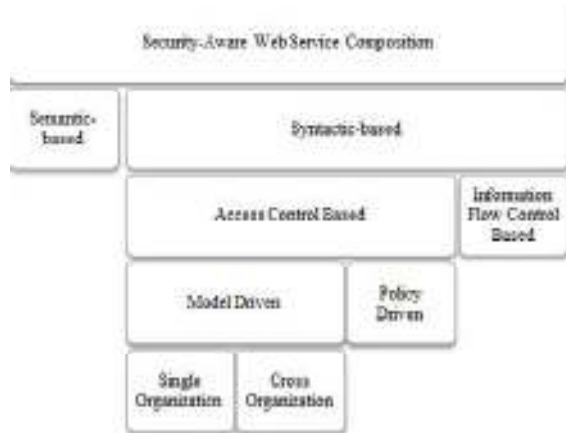 Security-Aware Web Service Composition
Semantic-
based
Syntactic-based
Access Control Based
Information
Flow Control
Based
Model Driven
Policy
Driven
Single
Organization
Cross
Organization